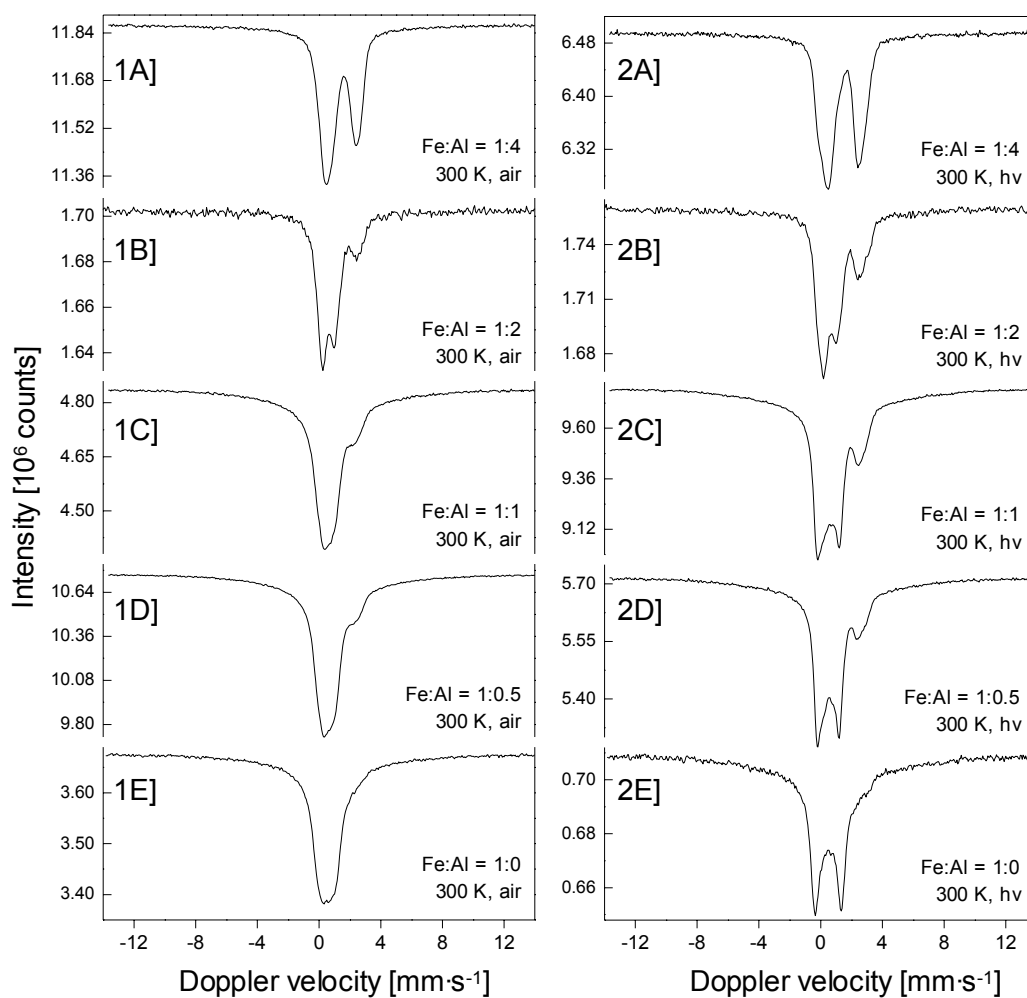 Intensity [10⁶ counts]
11.84
11.68
11.52
11.36
1A]
Fe:Al = 1:4
300 K, air
1.70
1.68
1.66
1.64
1B]
Fe:Al = 1:2
300 K, air
4.80
4.65
4.50
1C]
Fe:Al = 1:1
300 K, air
10.64
10.36
10.08
9.80
1D]
Fe:Al = 1:0.5
300 K, air
3.60
3.50
3.40
1E]
Fe:Al = 1:0
300 K, air
-12 -8 -4 0 4 8 12
Doppler velocity [mm·s⁻¹]
6.48
6.40
6.32
2A]
Fe:Al = 1:4
300 K, hv
1.74
1.71
1.68
2B]
Fe:Al = 1:2
300 K, hv
9.60
9.36
9.12
2C]
Fe:Al = 1:1
300 K, hv
5.70
5.55
5.40
2D]
Fe:Al = 1:0.5
300 K, hv
0.70
0.68
0.66
2E]
Fe:Al = 1:0
300 K, hv
-12 -8 -4 0 4 8 12
Doppler velocity [mm·s⁻¹]